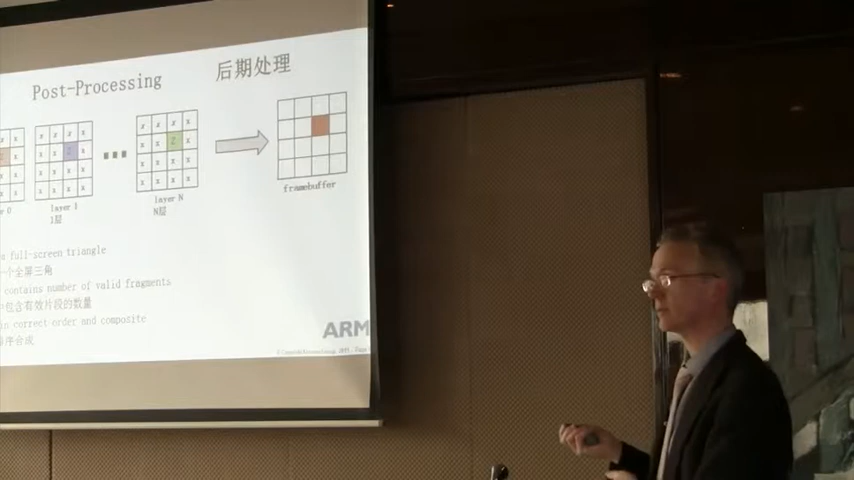 Post-Processing 后期处理
layer 1
1层
layer N
N层
framebuffer
full-screen triangle
一个全屏三角
contains number of valid fragments
中包含有效片段的数量
in correct order and composite
序合成
ARM